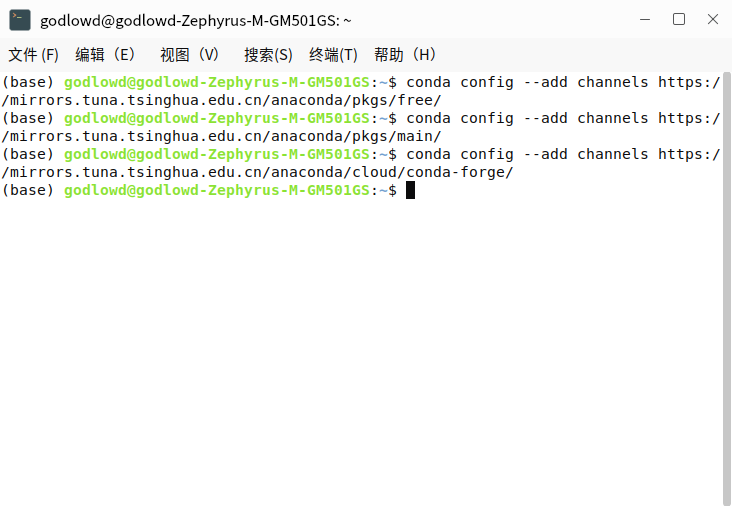 godlowd@godlowd-Zephyrus-M-GM501GS: ~
文件 (F) 编辑（E） 视图（V） 搜索(S) 终端(T) 帮助（H）
(base) godlowd@godlowd-Zephyrus-M-GM501GS:~$ conda config --add channels https:/
/mirrors.tuna.tsinghua.edu.cn/anaconda/pkgs/free/
(base) godlowd@godlowd-Zephyrus-M-GM501GS:~$ conda config --add channels https:/
/mirrors.tuna.tsinghua.edu.cn/anaconda/pkgs/main/
(base) godlowd@godlowd-Zephyrus-M-GM501GS:~$ conda config --add channels https:/
/mirrors.tuna.tsinghua.edu.cn/anaconda/cloud/conda-forge/
(base) godlowd@godlowd-Zephyrus-M-GM501GS:~$